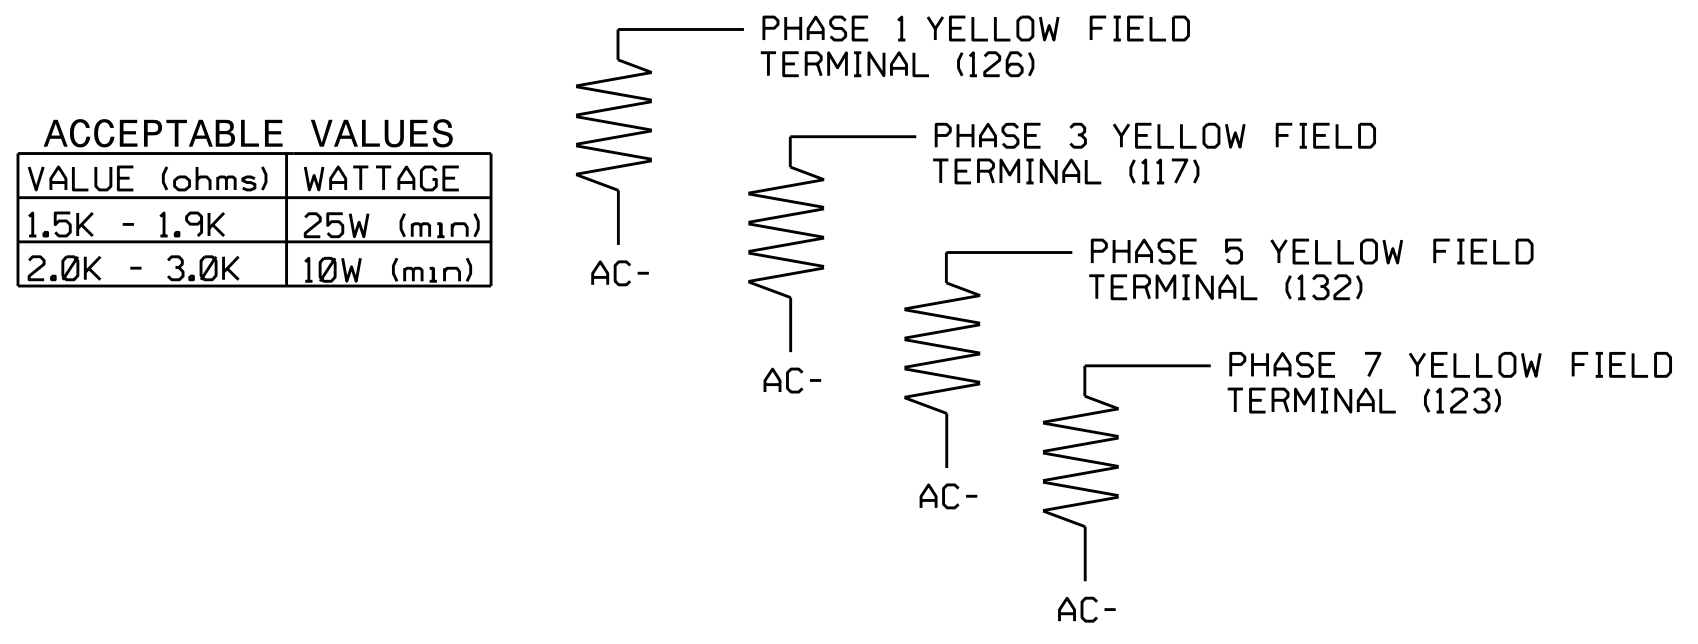 PHASE 1 YELLOW FIELD
TERMINAL (126)
ACCEPTABLE VALUES
VALUE (ohms) WATTAGE
1.5K - 1.9K 25W (min)
2.0K - 3.0K 10W (min)
AC-
PHASE 3 YELLOW FIELD
TERMINAL (117)
AC-
PHASE 5 YELLOW FIELD
TERMINAL (132)
AC-
PHASE 7 YELLOW FIELD
TERMINAL (123)
AC-